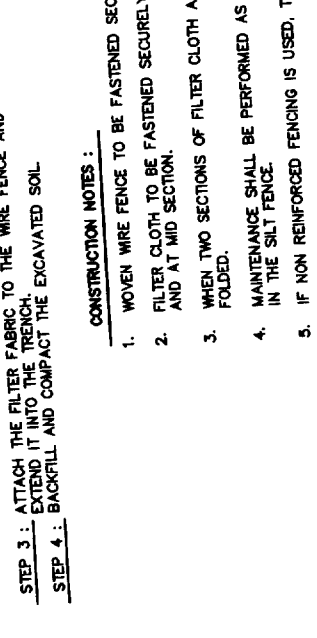 STEP 3 : ATTACH THE FILTER FABRIC TO THE WIRE FENCE AND
EXTEND IT INTO THE TRENCH.
STEP 4 : BACKFILL AND COMPACT THE EXCAVATED SOIL.
CONSTRUCTION NOTES :
1. WOVEN WIRE FENCE TO BE FASTENED SEC
2. FILTER CLOTH TO BE FASTENED SECURELY
AND AT MID SECTION.
3. WHEN TWO SECTIONS OF FILTER CLOTH A
FOLDED.
4. MAINTENANCE SHALL BE PERFORMED AS
IN THE SILT FENCE.
5. IF NON REINFORCED FENCING IS USED, T